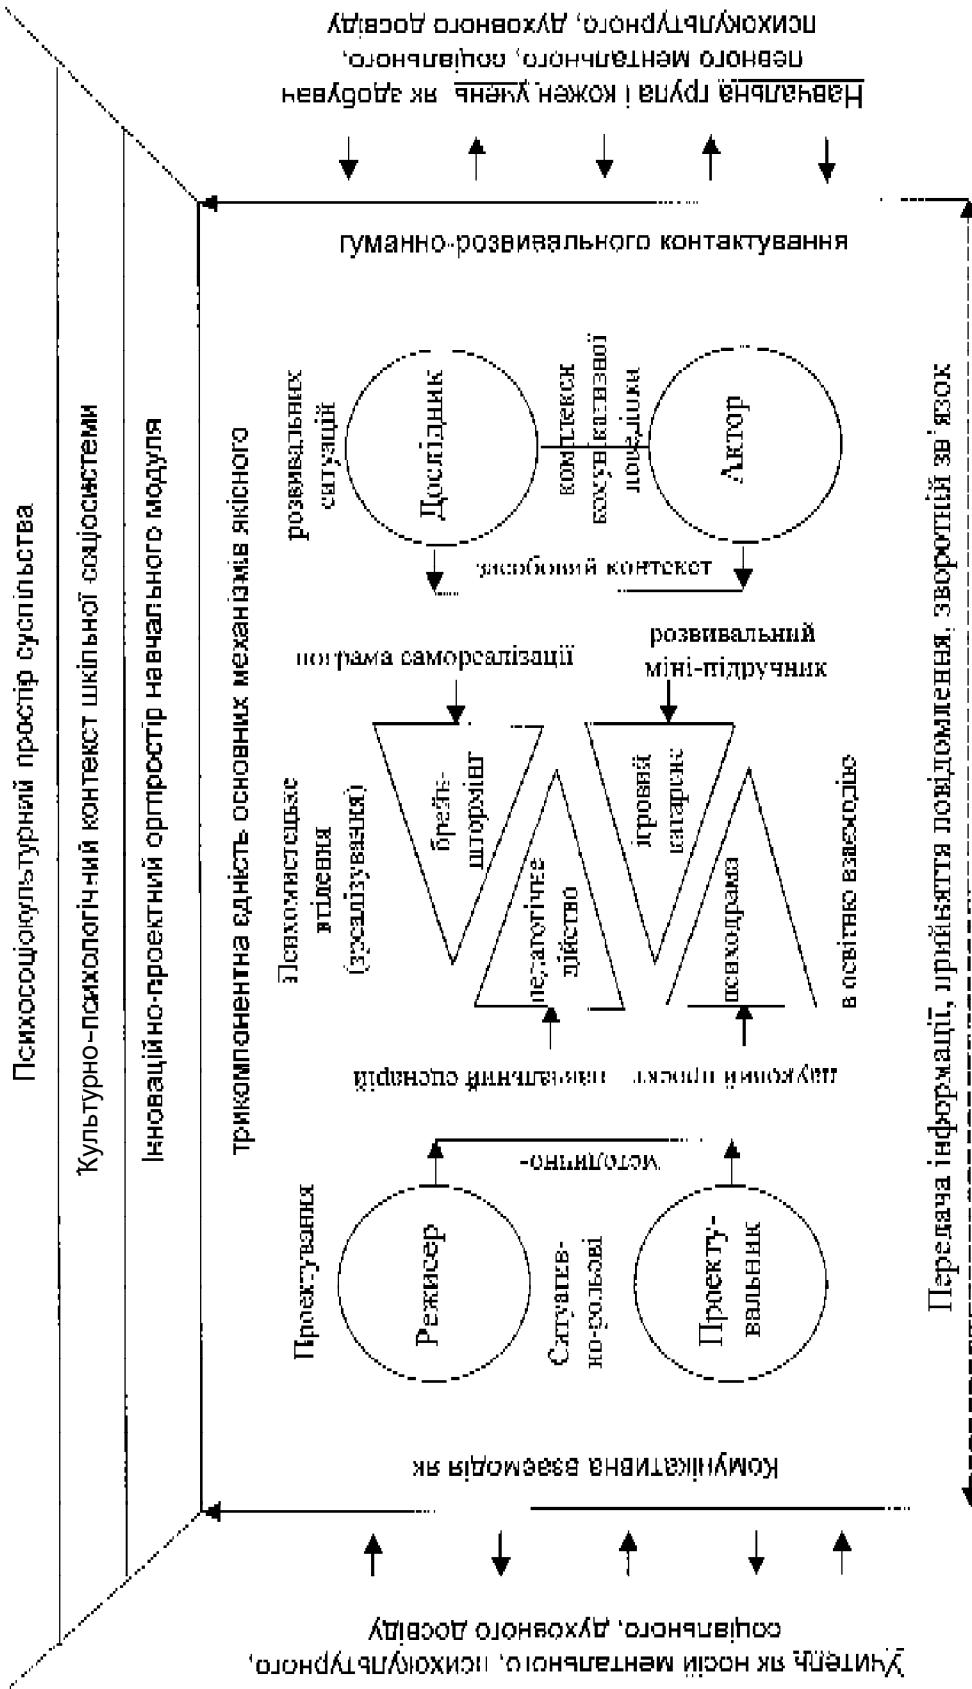 Психосоціокультурний простір суспільства
Культурно-психологічний контекст шкільної соціосистеми
Інноваційно-проектний оргпростір навчального модуля
трикомпонентна єдність основних механізмів якісного
гуманно-розвивального контактування
Комунікативна взаємодія як
Учитель як носій ментального, психокультурного,
соціального, духовного досвіду
Навчальна група і кожен учень як здобувач
певного ментального, соціального,
психокультурного, духовного досвіду
Проектування
Режисер
Ситуатив-
но-рольові
Проекту-
вальник
методично-
навчальний сценарій
науковий проєкт
Психомистецьке
втілення
(зреалізування)
брейн-
штормінг
педагогічне
дійство
ігровий
катарсис
психодрама
в освітню взаємодію
пограма самореалізації
розвивальний
міні-підручник
засобовий контекст
розвивальних
ситуацій
Дослідник
комплекси
поведінки
Актор
Передача інформації, прийняття повідомлення, зворотній зв'язок